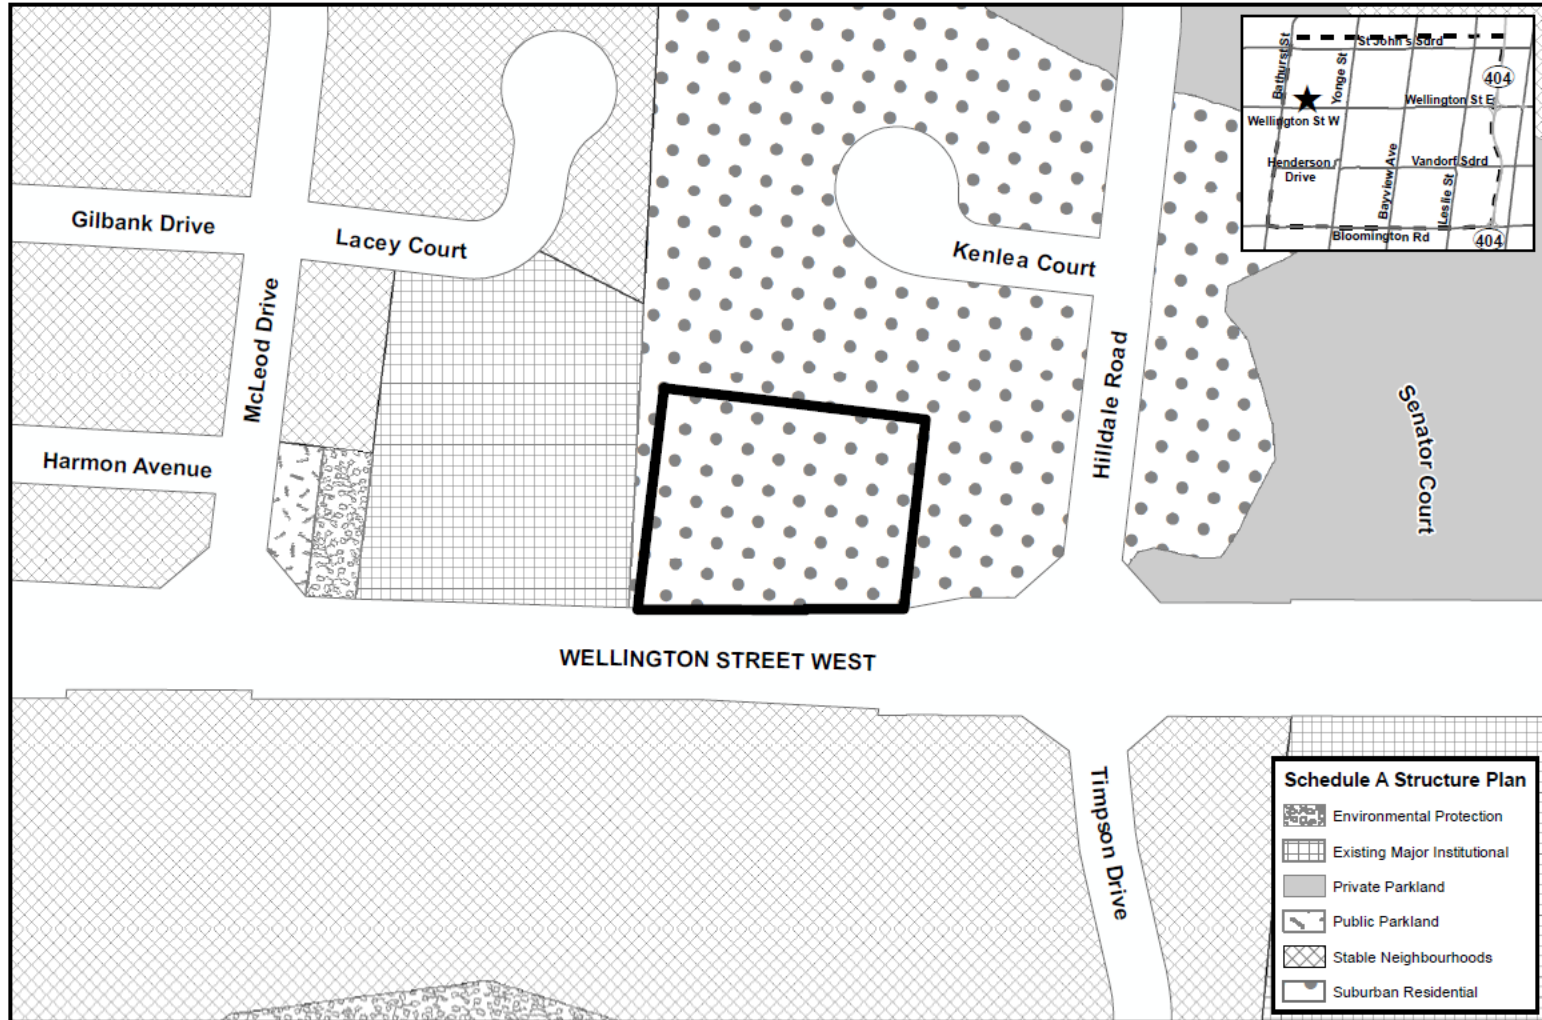 St John's Sdrd
Bathurst St
Yonge St
404
Wellington St E
Wellington St W
Henderson
Drive
Vandorf Sdrd
Bayview Ave
Leslie St
Bloomington Rd
404
Gilbank Drive
Lacey Court
Kenlea Court
McLeod Drive
Hilldale Road
Senator Court
Harmon Avenue
WELLINGTON STREET WEST
Timpson Drive
Schedule A Structure Plan
Environmental Protection
Existing Major Institutional
Private Parkland
Public Parkland
Stable Neighbourhoods
Suburban Residential